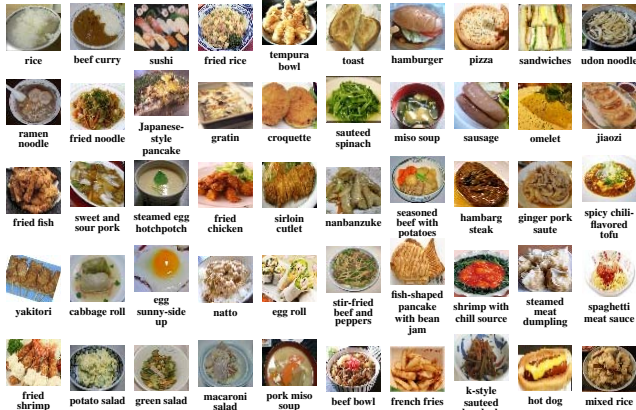 rice
beef curry
sushi
fried rice
tempura
bowl
toast
hamburger
pizza
sandwiches
udon noodle
ramen
noodle
fried noodle
Japanese-
style
pancake
gratin
croquette
sauteed
spinach
miso soup
sausage
omelet
jiaozi
fried fish
sweet and
sour pork
steamed egg
hotchpotch
fried
chicken
sirloin
cutlet
nanbanzuke
seasoned
beef with
potatoes
hambarg
steak
ginger pork
saute
spicy chili-
flavored
tofu
yakitori
cabbage roll
egg
sunny-side
up
natto
egg roll
stir-fried
beef and
peppers
fish-shaped
pancake
with bean
jam
shrimp with
chill source
steamed
meat
dumpling
spaghetti
meat sauce
fried
shrimp
potato salad
green salad
macaroni
salad
pork miso
soup
beef bowl
french fries
k-style
sauteed
hot dog
mixed rice